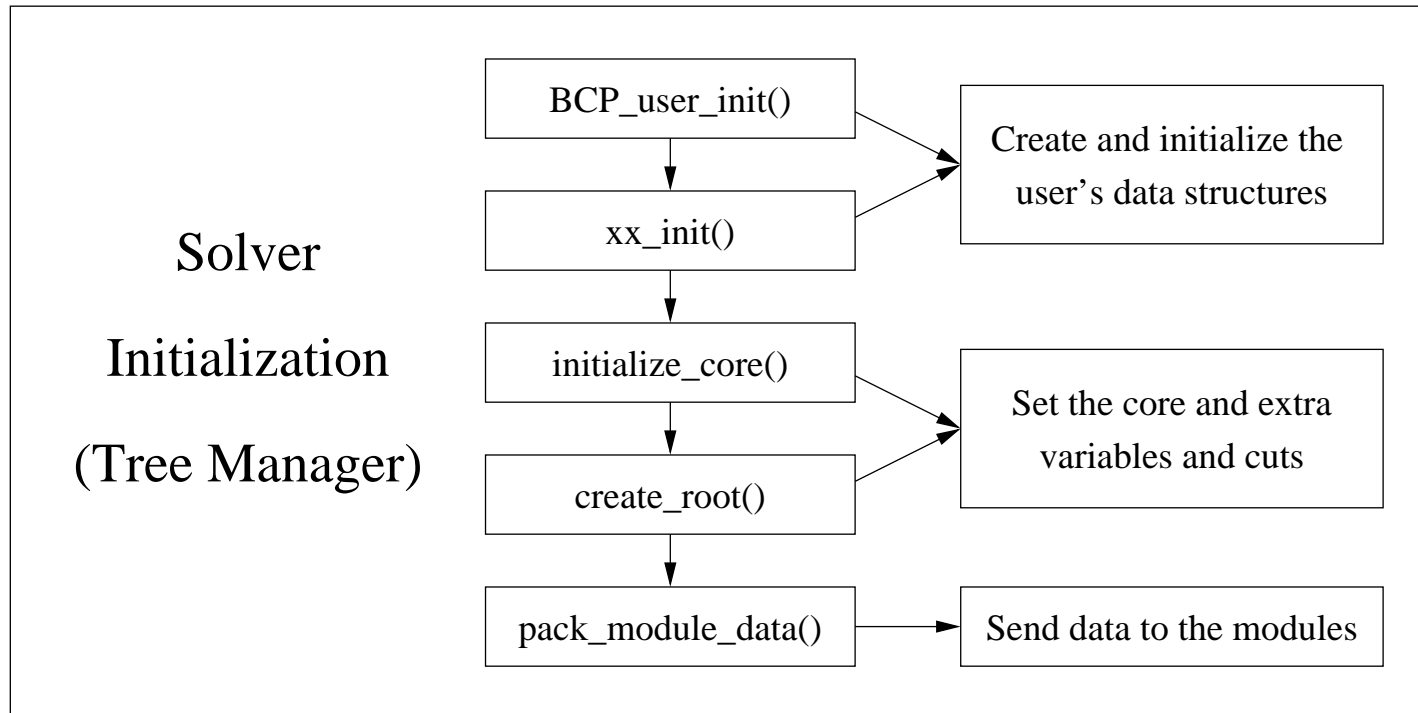 Solver
Initialization
(Tree Manager)
BCP_user_init()
xx_init()
initialize_core()
create_root()
pack_module_data()
Create and initialize the
user’s data structures
Set the core and extra
variables and cuts
Send data to the modules